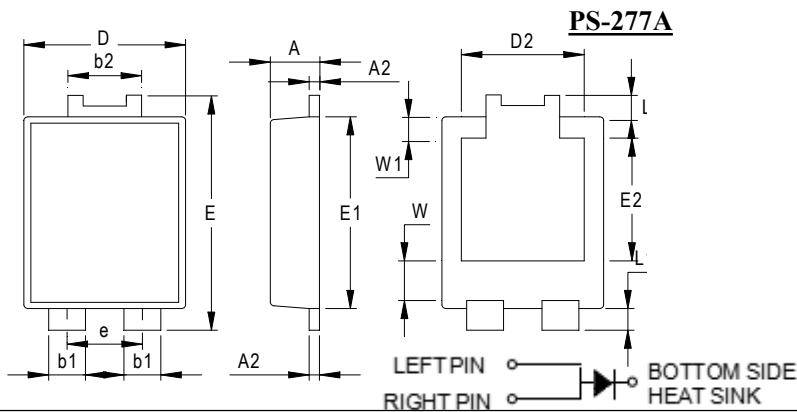 PS-277A
D
b2
A
A2
D2
L
W1
E
E1
W
E2
L
e
b1
b1
A2
LEFT PIN
RIGHT PIN
BOTTOM SIDE
HEAT SINK